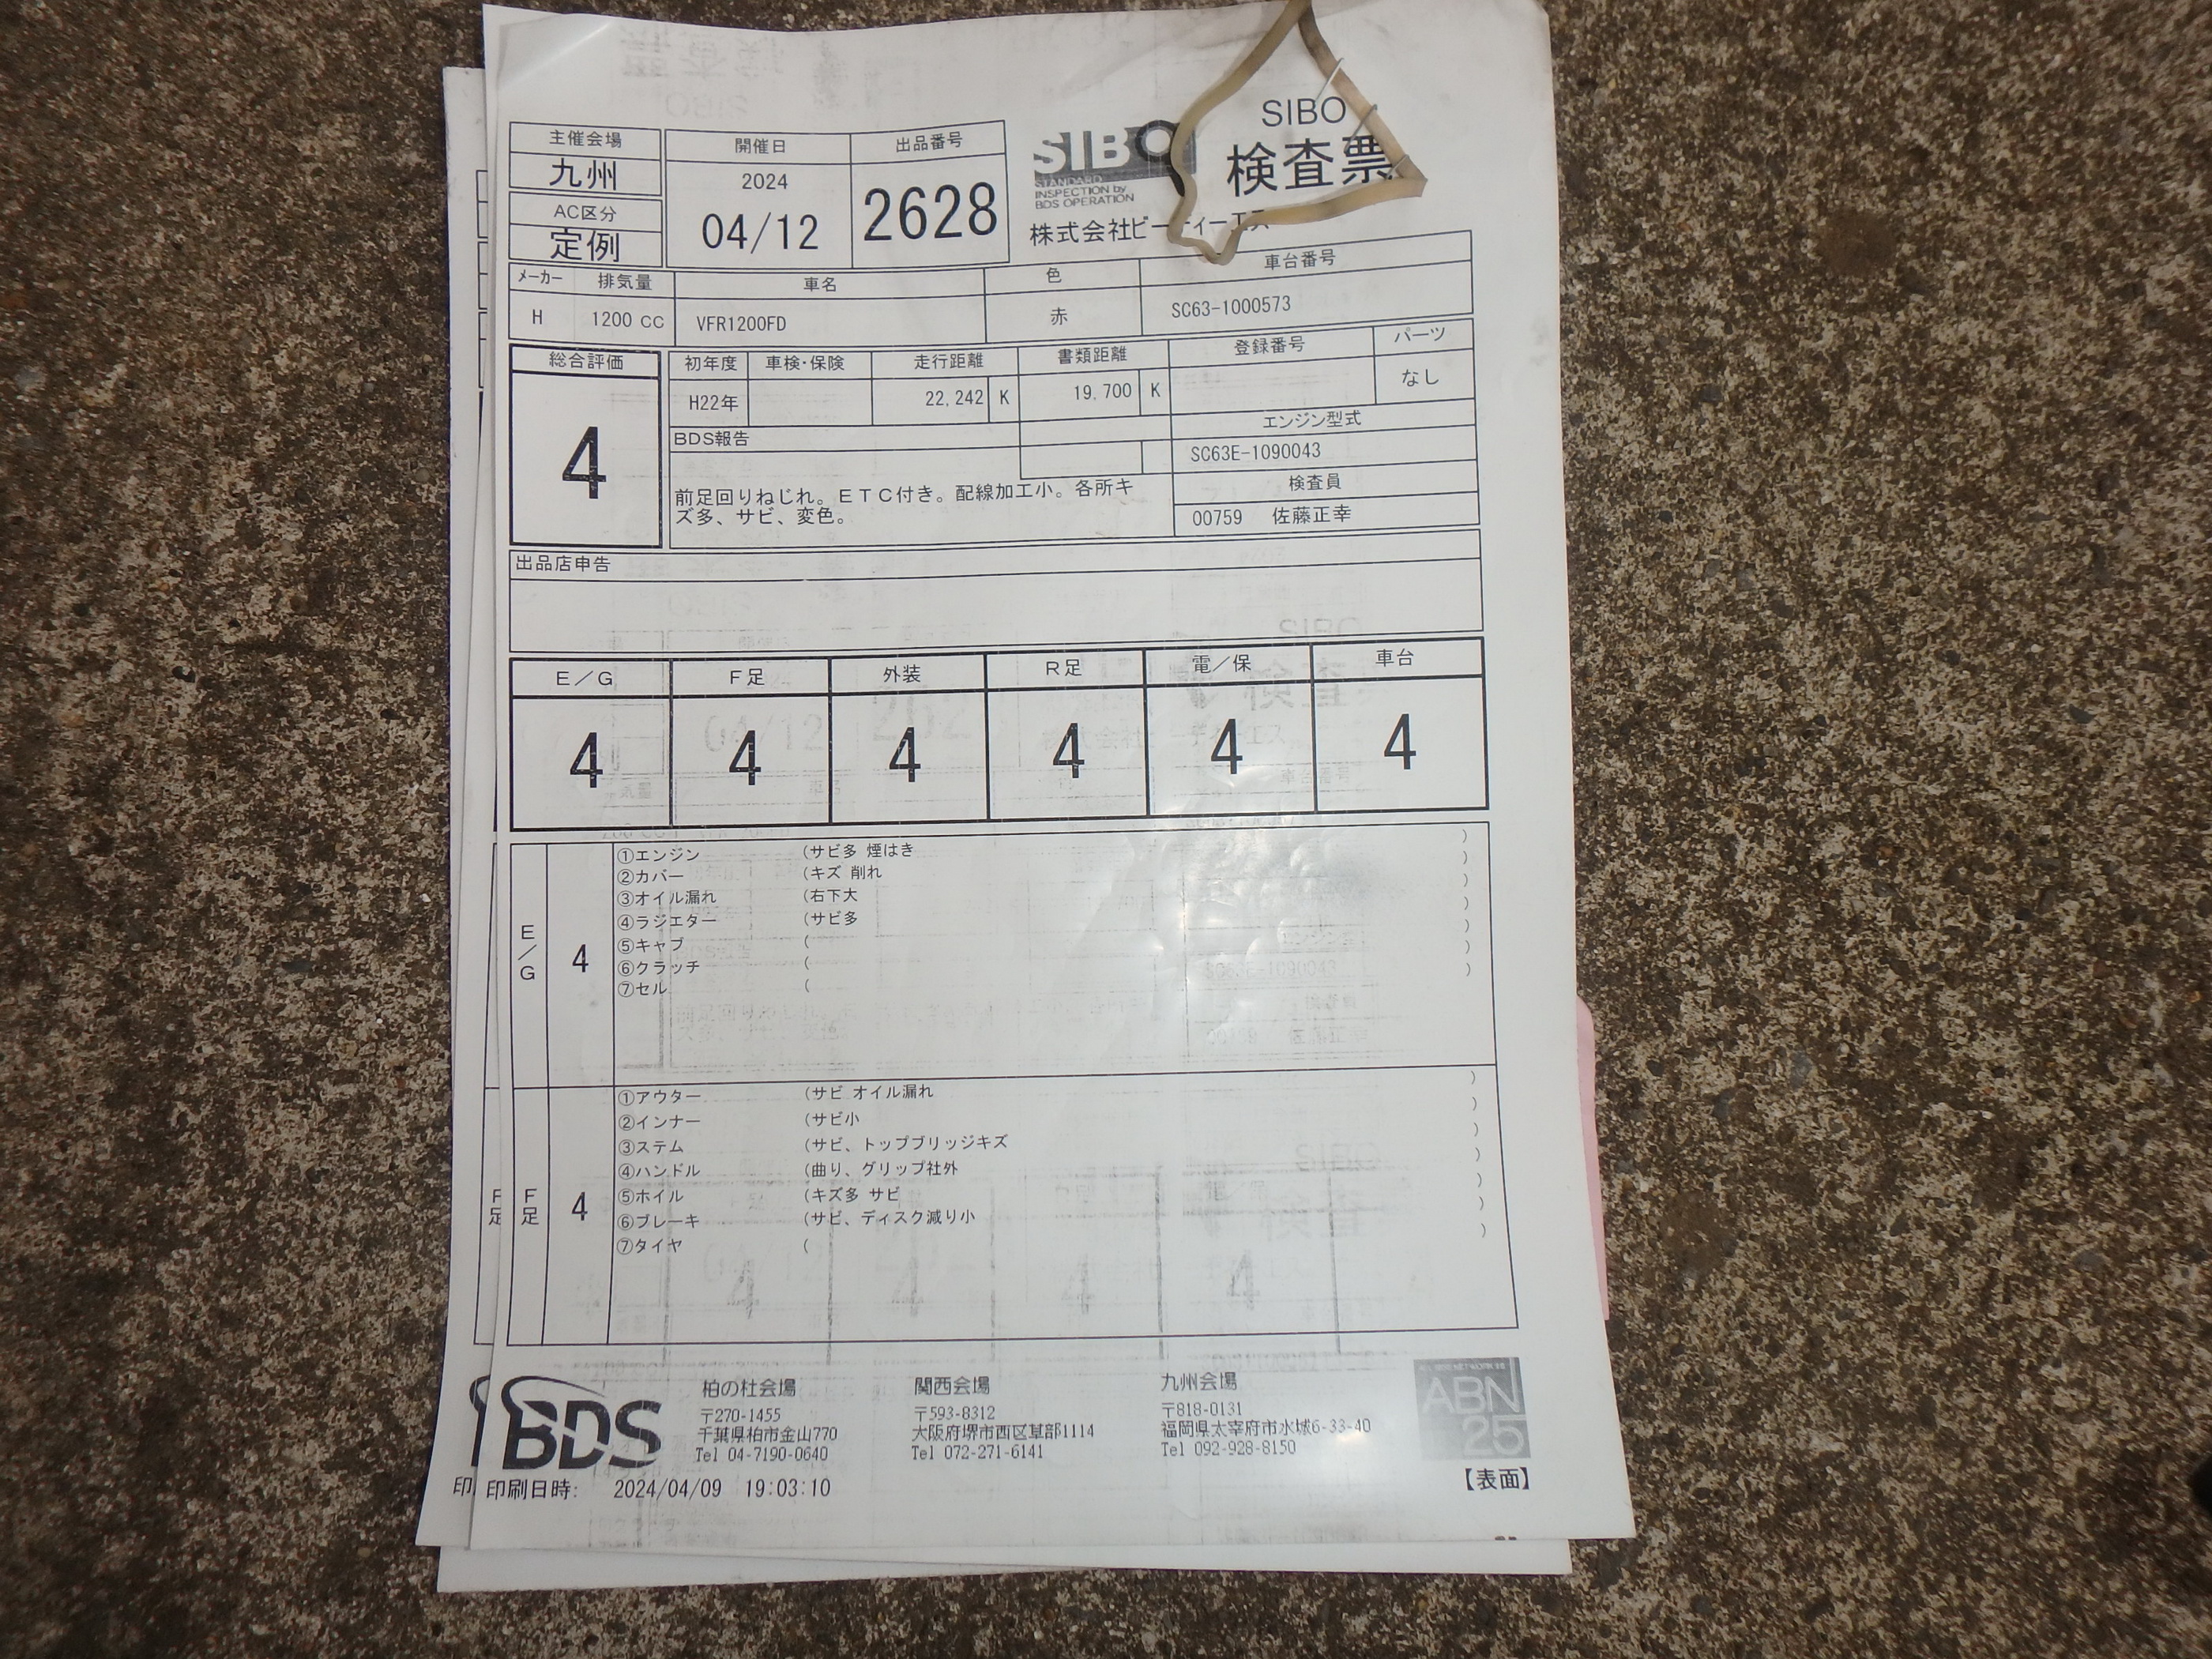 主催会場
九州
AC区分
定例
開催日
2024
04/12
出品番号
2628
SIBO
STANDARD
INSPECTION by
BDS OPERATION
SIBO
検査票
株式会社ビーディーエス
メーカー 排気量 車名 色 車台番号
H 1200 CC VFR1200FD 赤 SC63-1000573
総合評価
4
初年度 車検・保険 走行距離 書類距離 登録番号 パーツ
H22年 22,242 K 19,700 K なし
BDS報告
前足回りねじれ。ETC付き。配線加工小。各所キ
ズ多、サビ、変色。
エンジン型式
SC63E-1090043
検査員
00759 佐藤正幸
出品店申告
E/G F足 外装 R足 電/保 車台
4 4 4 4 4 4
E/G
4
①エンジン (サビ多 煙はき )
②カバー (キズ 削れ )
③オイル漏れ (右下大 )
④ラジエター (サビ多 )
⑤キャブ ( )
⑥クラッチ ( )
⑦セル ( )
F足
F足
4
①アウター (サビ オイル漏れ )
②インナー (サビ小 )
③ステム (サビ、トップブリッジキズ )
④ハンドル (曲り、グリップ社外 )
⑤ホイル (キズ多 サビ )
⑥ブレーキ (サビ、ディスク減り小 )
⑦タイヤ ( )
BDS
柏の杜会場
〒270-1455
千葉県柏市金山770
Tel 04-7190-0640
関西会場
〒593-8312
大阪府堺市西区草部1114
Tel 072-271-6141
九州会場
〒818-0131
福岡県太宰府市水城6-33-40
Tel 092-928-8150
ABN
25
印
印刷日時: 2024/04/09 19:03:10
【表面】